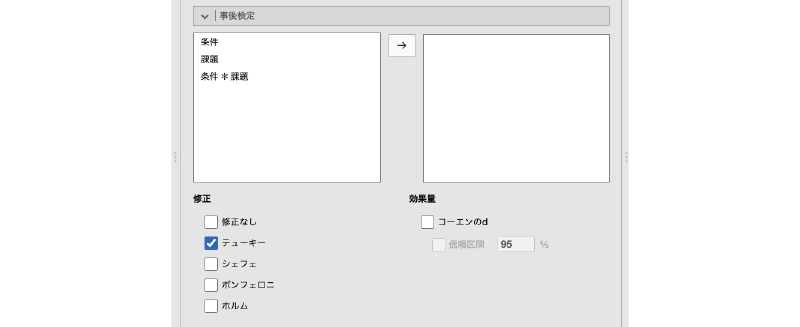 事後検定
条件
課題
条件 ✻ 課題
→
修正
効果量
修正なし
コーエンのd
テューキー
信頼区間 95 %
シェフェ
ボンフェロニ
ホルム